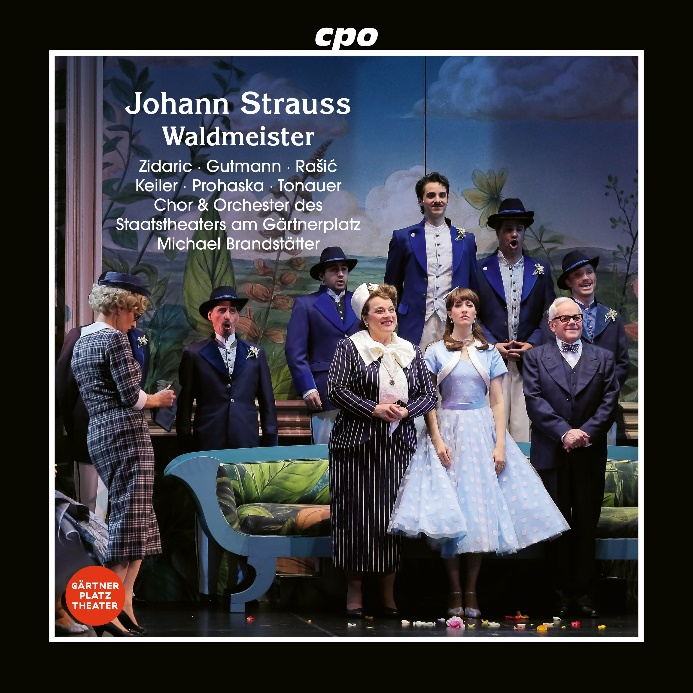 cpo
Johann Strauss
Waldmeister
Zidaric · Gutmann · Rašić
Keiler · Prohaska · Tonauer
Chor & Orchester des
Staatstheaters am Gärtnerplatz
Michael Brandstätter
GÄRTNER
PLATZ
THEATER